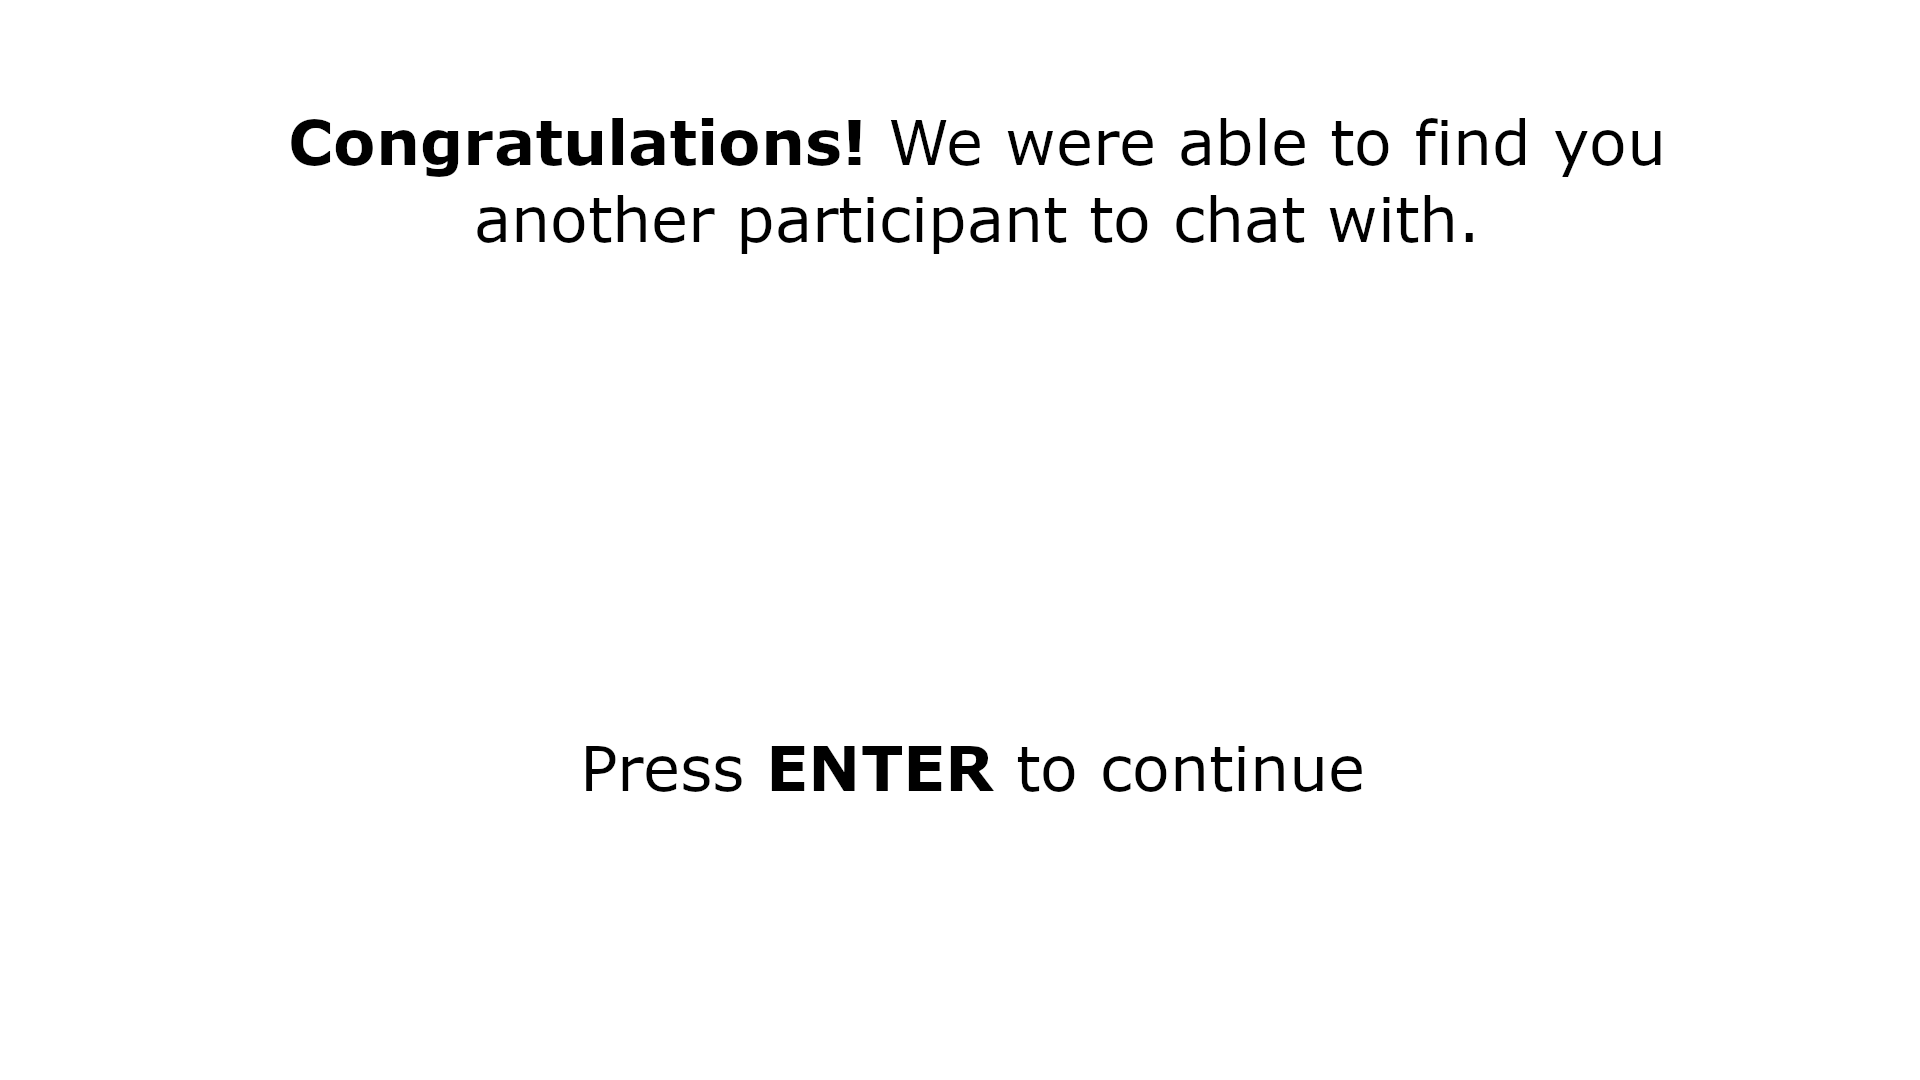 Congratulations! We were able to find you
another participant to chat with.
Press ENTER to continue